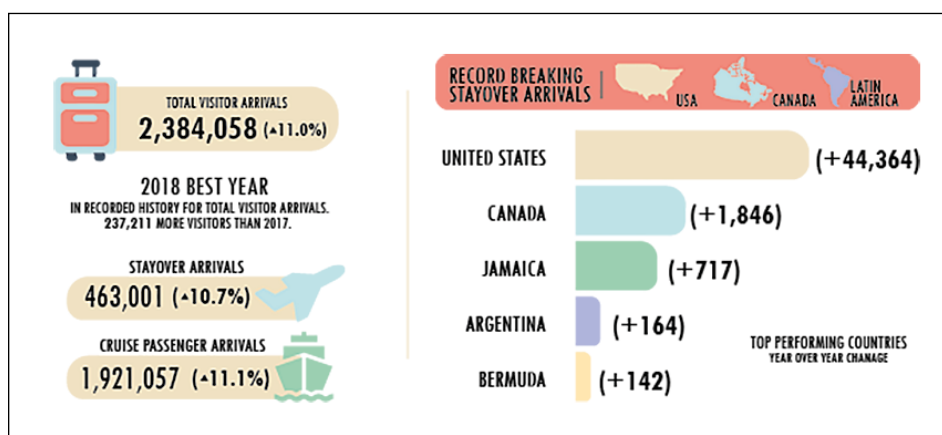 TOTAL VISITOR ARRIVALS
2,384,058 (▲11.0%)
2018 BEST YEAR
IN RECORDED HISTORY FOR TOTAL VISITOR ARRIVALS.
237,211 MORE VISITORS THAN 2017.
STAYOVER ARRIVALS
463,001 (▲10.7%)
CRUISE PASSENGER ARRIVALS
1,921,057 (▲11.1%)
RECORD BREAKING
STAYOVER ARRIVALS
USA
CANADA
LATIN
AMERICA
UNITED STATES
(+44,364)
CANADA
(+1,846)
JAMAICA
(+717)
ARGENTINA
(+164)
BERMUDA
(+142)
TOP PERFORMING COUNTRIES
YEAR OVER YEAR CHANAGE